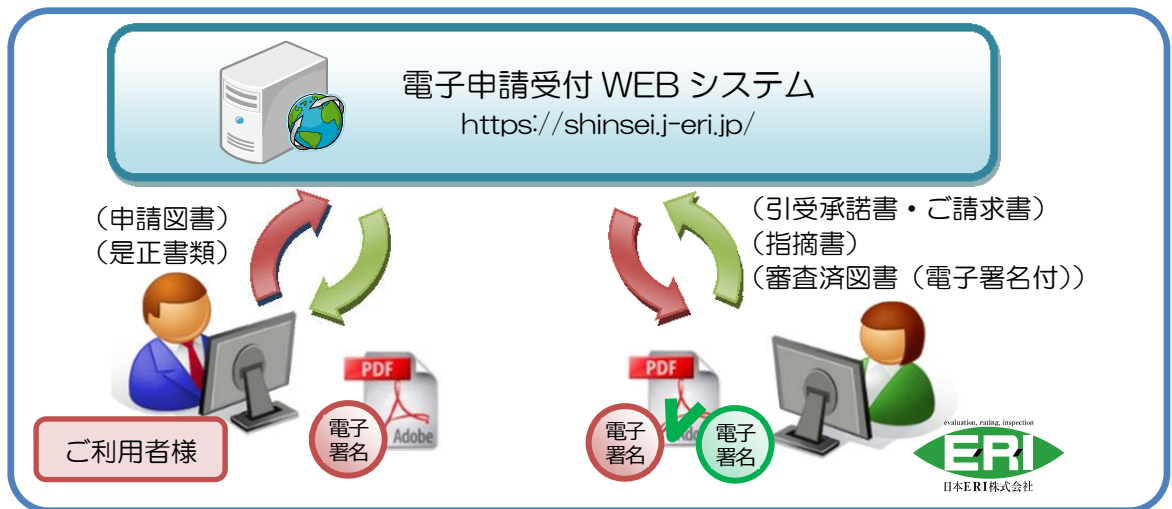 電子申請受付 WEB システム
https://shinsei.j-eri.jp/
（申請図書）
（是正書類）
（引受承諾書・ご請求書）
（指摘書）
（審査済図書（電子署名付））
PDF
Adobe
電子
署名
ご利用者様
PDF
Adobe
電子
署名
電子
署名
evaluation, rating, inspection
ERI
日本ERI株式会社